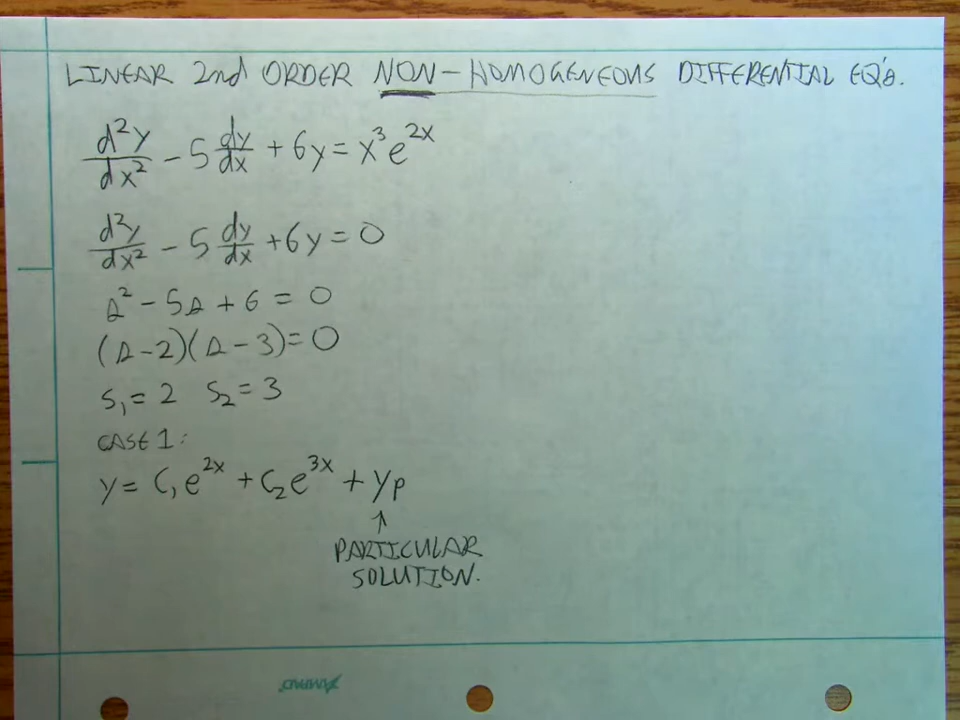 LINEAR 2nd ORDER NON-HOMOGENEOUS DIFFERENTIAL EQ's.
d²y/dx² - 5 dy/dx + 6y = x³e^2x
d²y/dx² - 5 dy/dx + 6y = 0
s² - 5s + 6 = 0
(s-2)(s-3)=0
s₁= 2 s₂= 3
CASE 1:
y = C₁e^2x + C₂e^3x + yp
↑
PARTICULAR
SOLUTION.